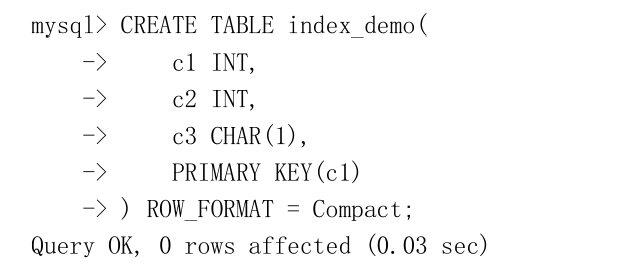 mysql> CREATE TABLE index_demo(
    ->     c1 INT,
    ->     c2 INT,
    ->     c3 CHAR(1),
    ->     PRIMARY KEY(c1)
    -> ) ROW_FORMAT = Compact;
Query OK, 0 rows affected (0.03 sec)